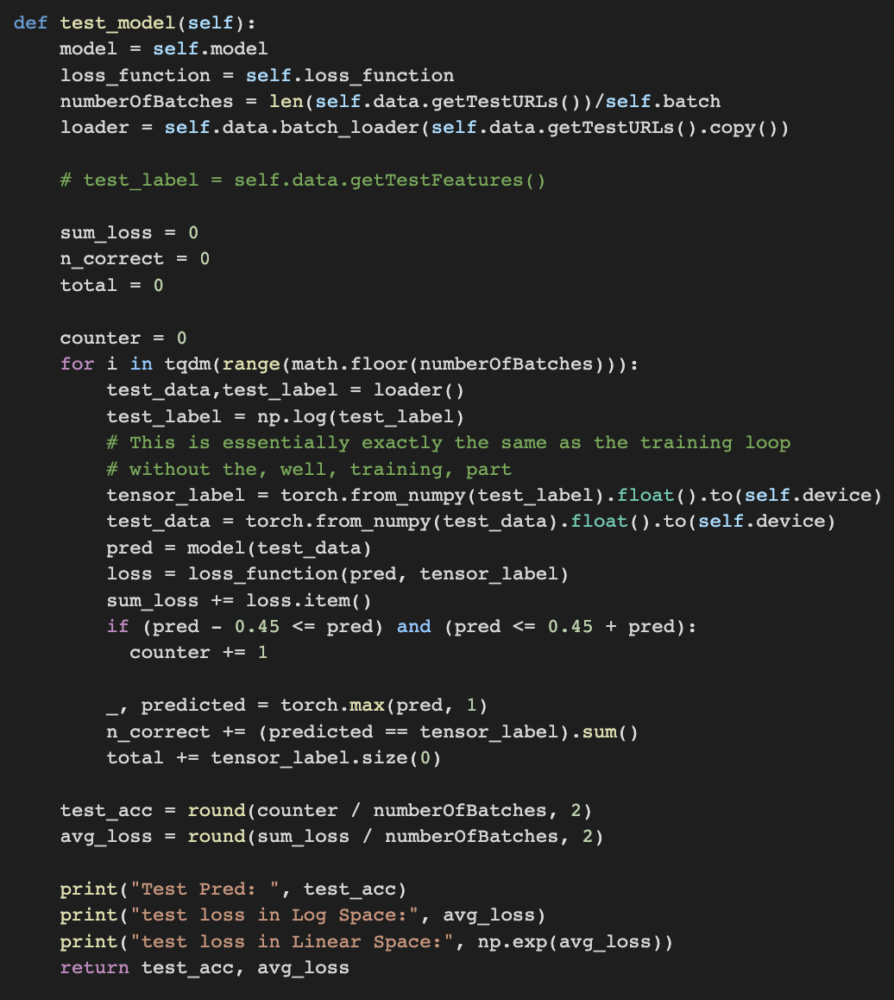 def test_model(self):
    model = self.model
    loss_function = self.loss_function
    numberOfBatches = len(self.data.getTestURLs())/self.batch
    loader = self.data.batch_loader(self.data.getTestURLs().copy())

    # test_label = self.data.getTestFeatures()

    sum_loss = 0
    n_correct = 0
    total = 0

    counter = 0
    for i in tqdm(range(math.floor(numberOfBatches))):
        test_data,test_label = loader()
        test_label = np.log(test_label)
        # This is essentially exactly the same as the training loop
        # without the, well, training, part
        tensor_label = torch.from_numpy(test_label).float().to(self.device)
        test_data = torch.from_numpy(test_data).float().to(self.device)
        pred = model(test_data)
        loss = loss_function(pred, tensor_label)
        sum_loss += loss.item()
        if (pred - 0.45 <= pred) and (pred <= 0.45 + pred):
          counter += 1

        _, predicted = torch.max(pred, 1)
        n_correct += (predicted == tensor_label).sum()
        total += tensor_label.size(0)

    test_acc = round(counter / numberOfBatches, 2)
    avg_loss = round(sum_loss / numberOfBatches, 2)

    print("Test Pred: ", test_acc)
    print("test loss in Log Space:", avg_loss)
    print("test loss in Linear Space:", np.exp(avg_loss))
    return test_acc, avg_loss